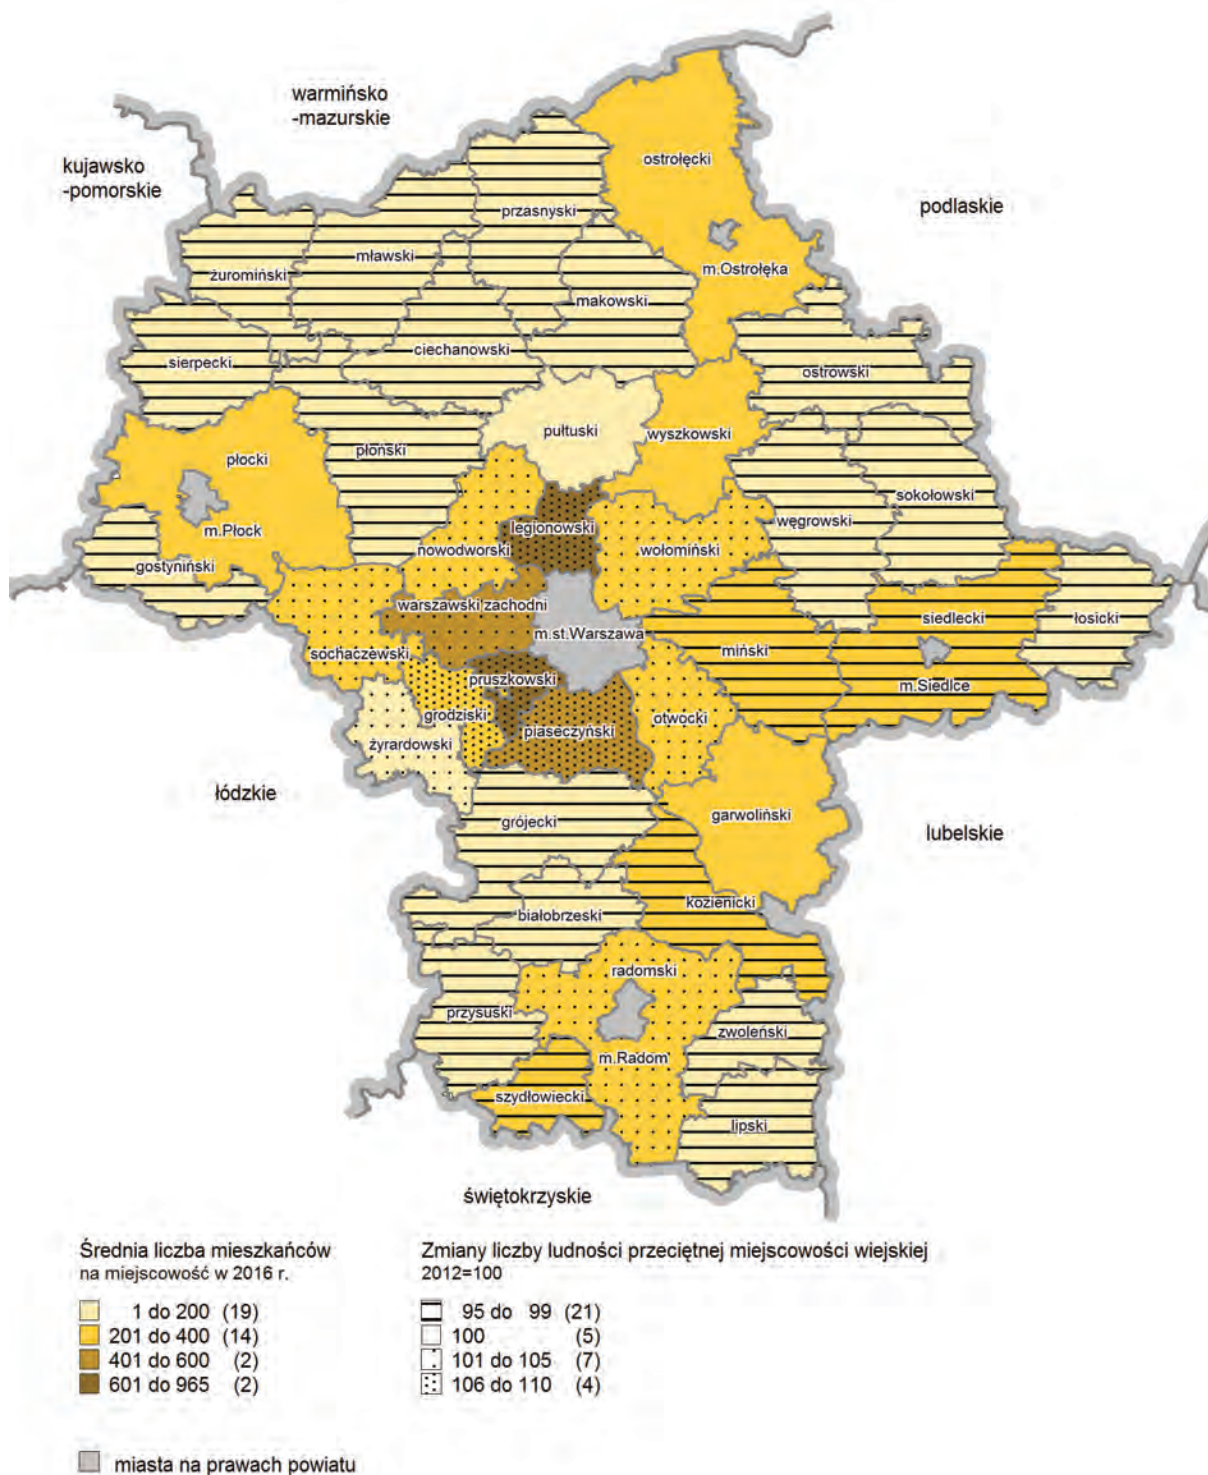 warmińsko
-mazurskie
kujawsko
-pomorskie
ostrołęcki
podlaskie
przasnyski
mławski
żuromiński
m.Ostrołęka
makowski
ciechanowski
sierpecki
ostrowski
pułtuski
wyszkowski
płoński
płocki
sokołowski
węgrowski
legionowski
m.Płock
nowodworski
wołomiński
gostyniński
warszawski zachodni
siedlecki
łosicki
m.st.Warszawa
sochaczewski
miński
pruszkowski
m.Siedlce
grodziski
otwocki
piaseczyński
żyrardowski
łódzkie
garwoliński
grójecki
lubelskie
kozienicki
białobrzeski
radomski
przysuski
zwoleński
m.Radom
szydłowiecki
lipski
świętokrzyskie
Średnia liczba mieszkańców
na miejscowość w 2016 r.
1 do 200 (19)
201 do 400 (14)
401 do 600 (2)
601 do 965 (2)
Zmiany liczby ludności przeciętnej miejscowości wiejskiej
2012=100
95 do 99 (21)
100 (5)
101 do 105 (7)
106 do 110 (4)
miasta na prawach powiatu